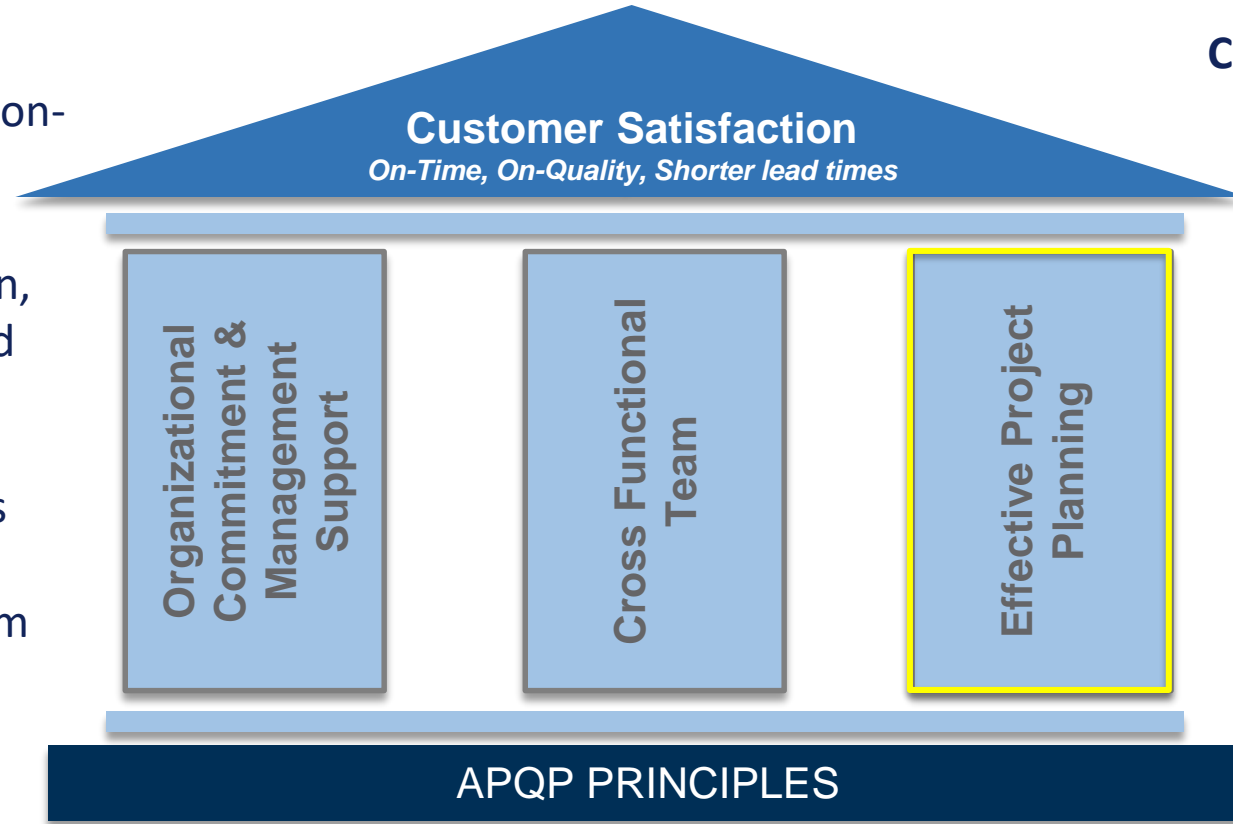 C
on-
Customer Satisfaction
On-Time, On-Quality, Shorter lead times
n,
d
s
m
Organizational
Commitment &
Management
Support
Cross Functional
Team
Effective Project
Planning
APQP PRINCIPLES